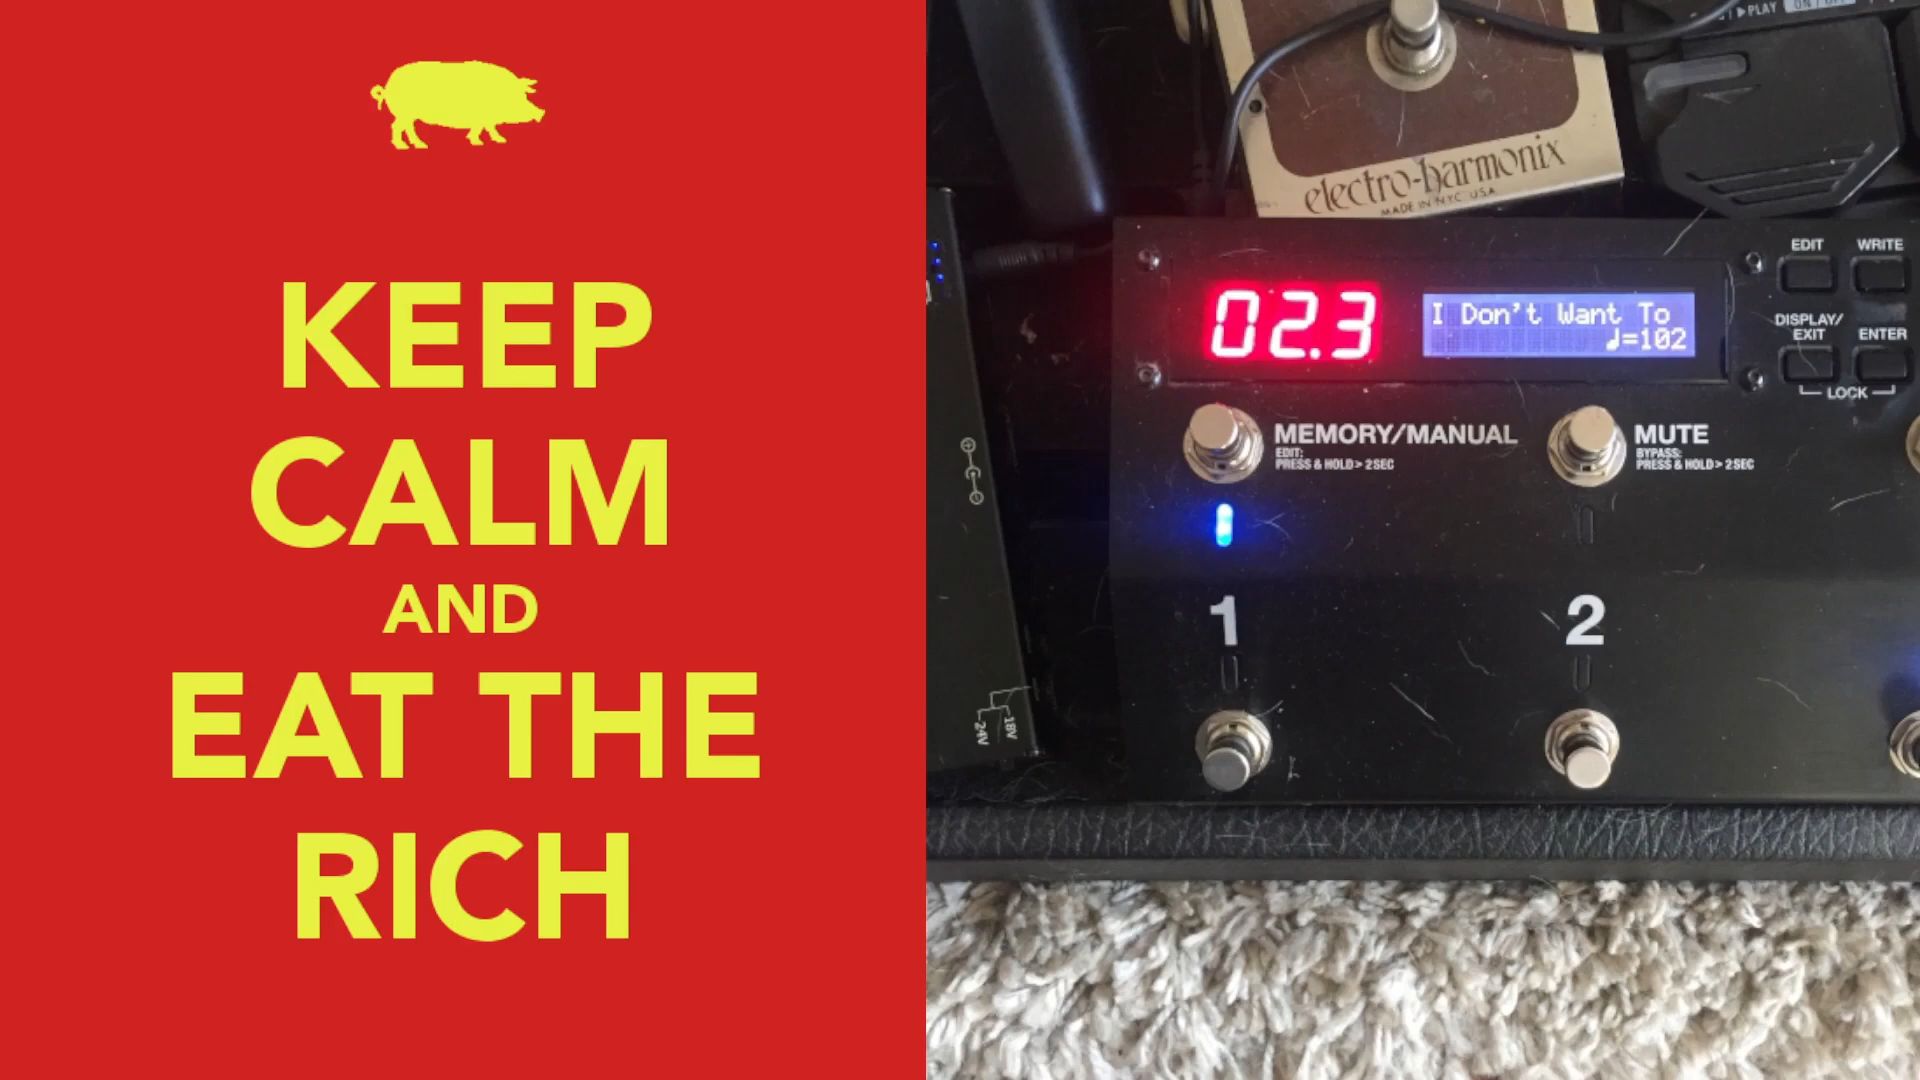 KEEP
CALM
AND
EAT THE
RICH
▶PLAY ON/OFF
electro-harmonix
MADE IN NYC USA
EDIT WRITE
02.3
I Don't Want To
♩=102
DISPLAY/
EXIT
ENTER
LOCK
MEMORY/MANUAL
EDIT:
PRESS & HOLD > 2SEC
MUTE
BYPASS:
PRESS & HOLD > 2SEC
1 2
18V
24V